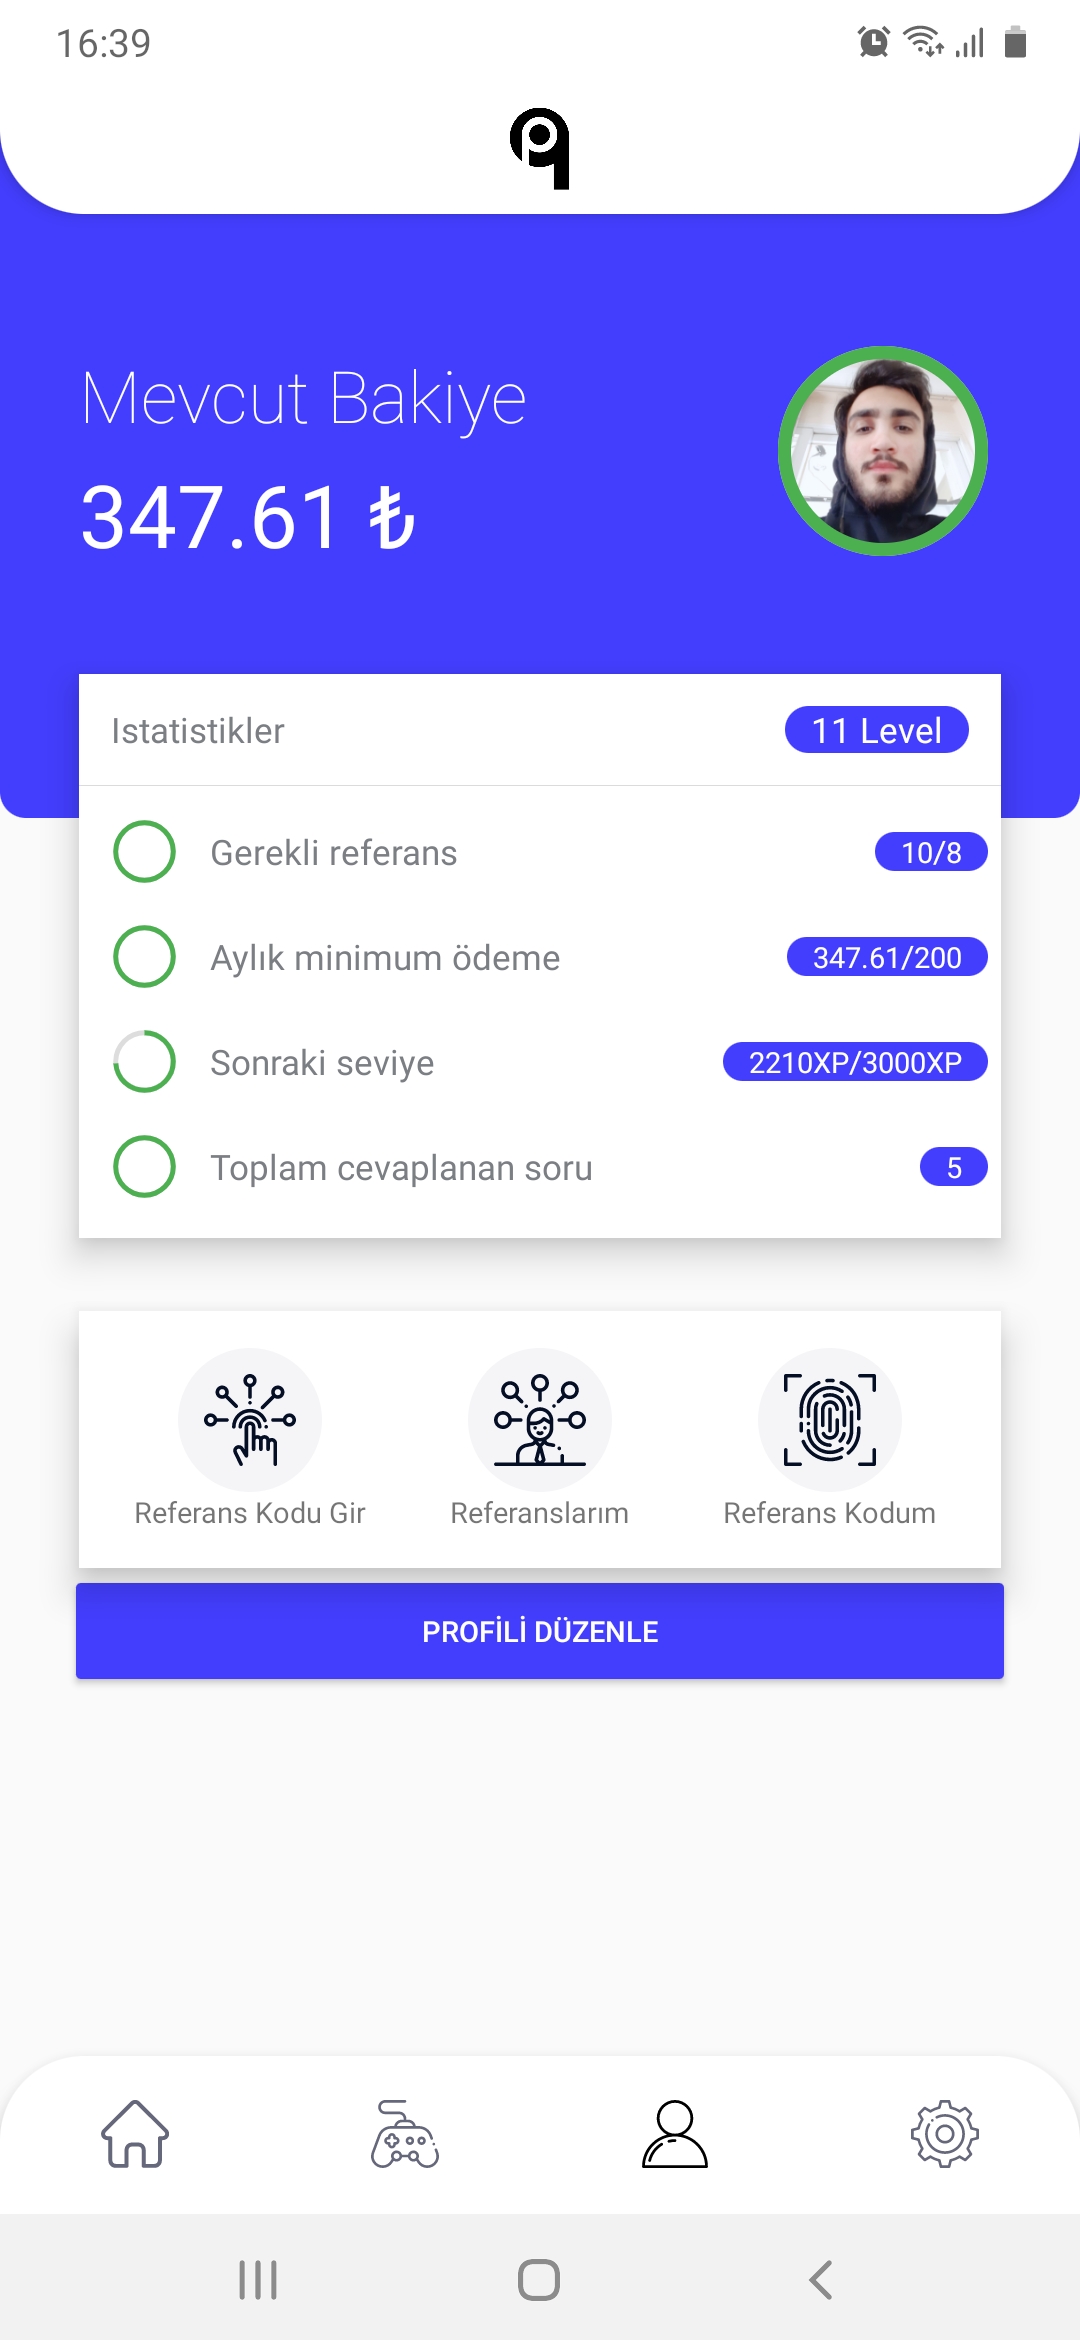 16:39
Mevcut Bakiye
347.61 ₺
Istatistikler
11 Level
Gerekli referans
10/8
Aylık minimum ödeme
347.61/200
Sonraki seviye
2210XP/3000XP
Toplam cevaplanan soru
5
Referans Kodu Gir
Referanslarım
Referans Kodum
PROFİLİ DÜZENLE